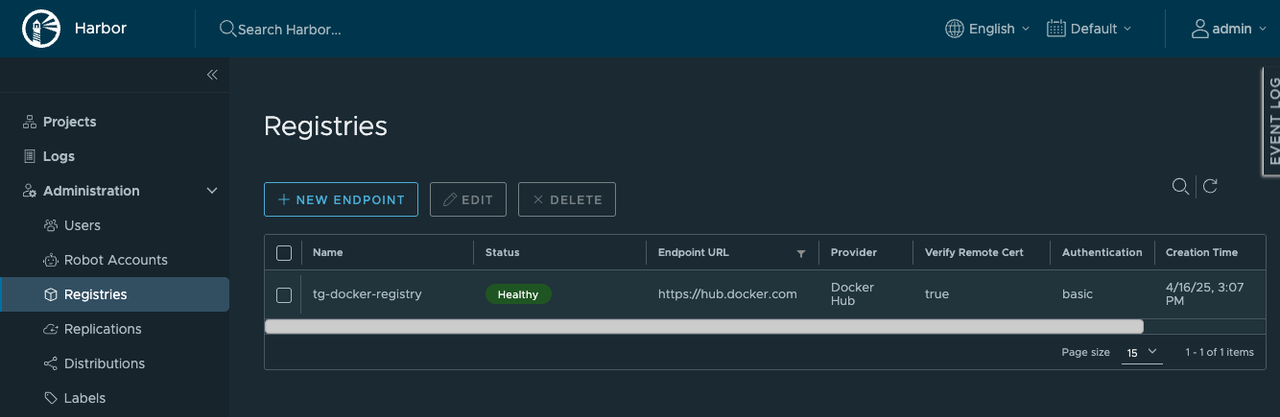 Harbor
Search Harbor...
English
Default
admin
EVENT LOG
Projects
Logs
Administration
Users
Robot Accounts
Registries
Replications
Distributions
Labels
Registries
NEW ENDPOINT EDIT DELETE
Name Status Endpoint URL Provider Verify Remote Cert Authentication Creation Time
tg-docker-registry Healthy https://hub.docker.com Docker Hub true basic 4/16/25, 3:07 PM
Page size 15 1 - 1 of 1 items